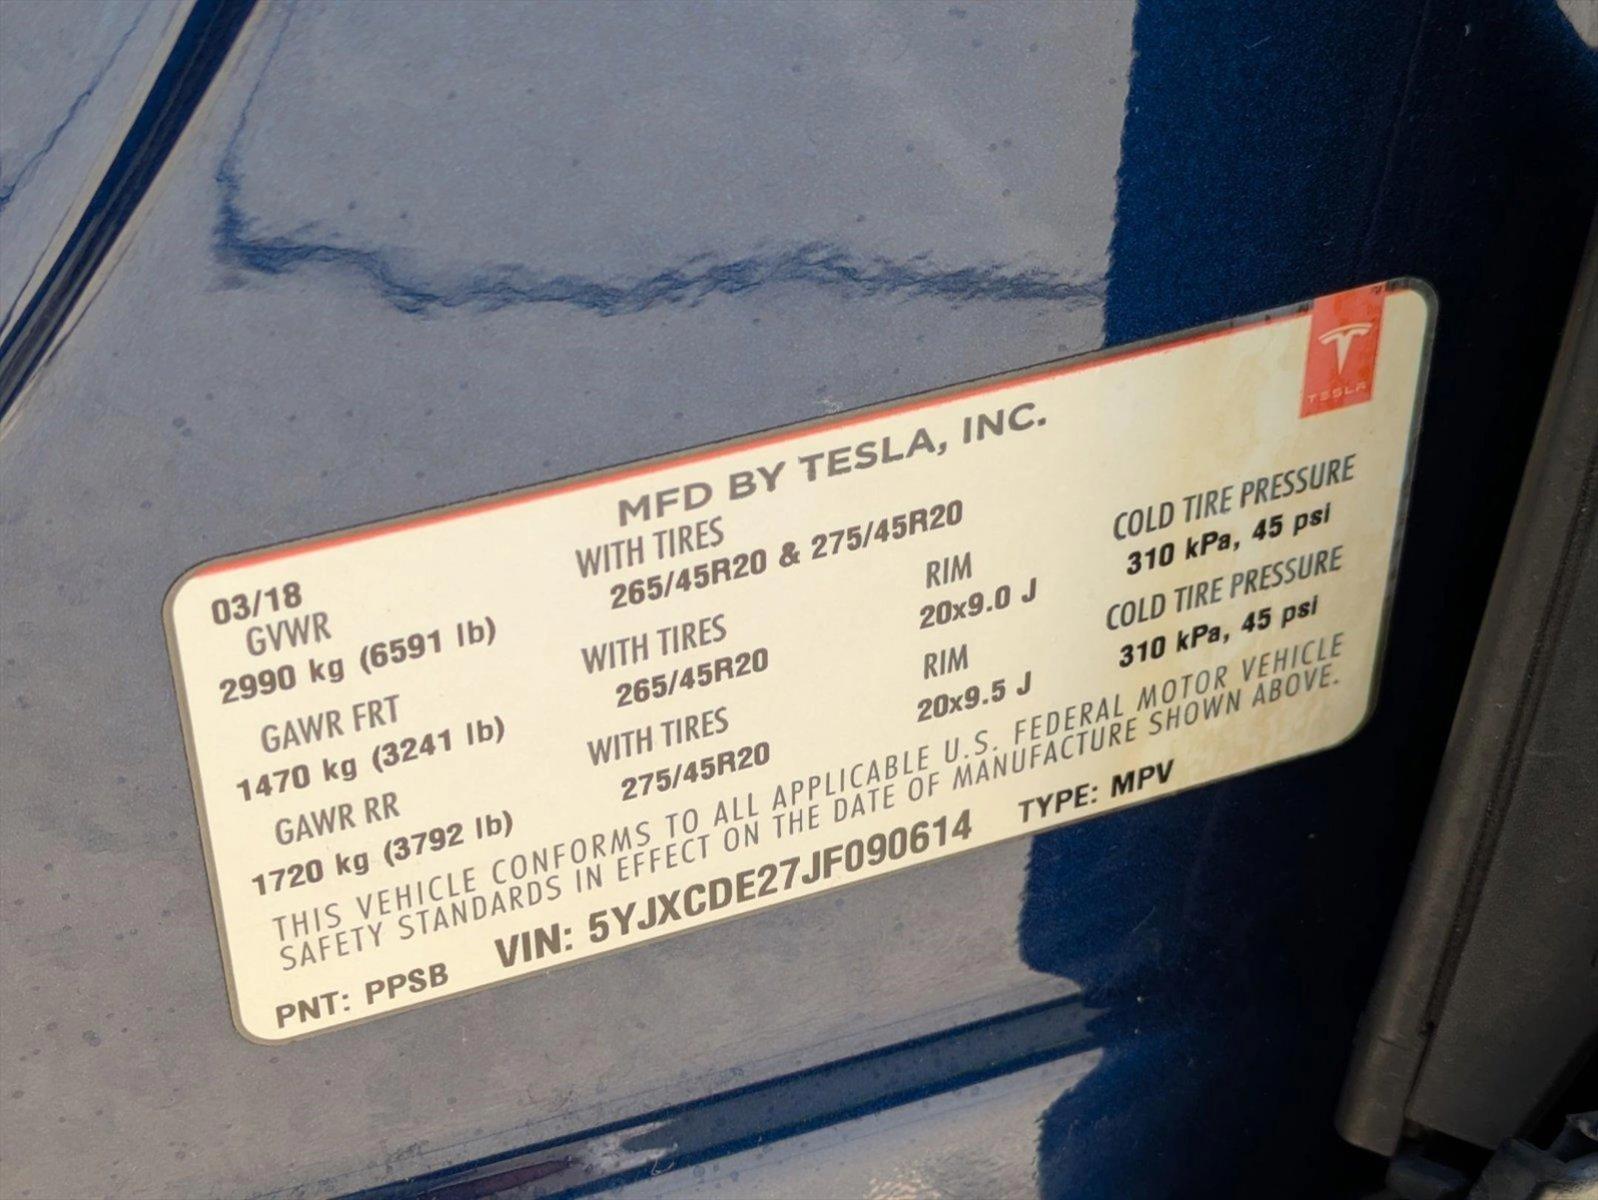 TESLA
MFD BY TESLA, INC.
03/18
GVWR
2990 kg (6591 lb)
WITH TIRES
265/45R20 & 275/45R20
GAWR FRT
1470 kg (3241 lb)
WITH TIRES
265/45R20
RIM
20x9.0 J
COLD TIRE PRESSURE
310 kPa, 45 psi
GAWR RR
1720 kg (3792 lb)
WITH TIRES
275/45R20
RIM
20x9.5 J
COLD TIRE PRESSURE
310 kPa, 45 psi
THIS VEHICLE CONFORMS TO ALL APPLICABLE U.S. FEDERAL MOTOR VEHICLE
SAFETY STANDARDS IN EFFECT ON THE DATE OF MANUFACTURE SHOWN ABOVE.
PNT: PPSB VIN: 5YJXCDE27JF090614 TYPE: MPV